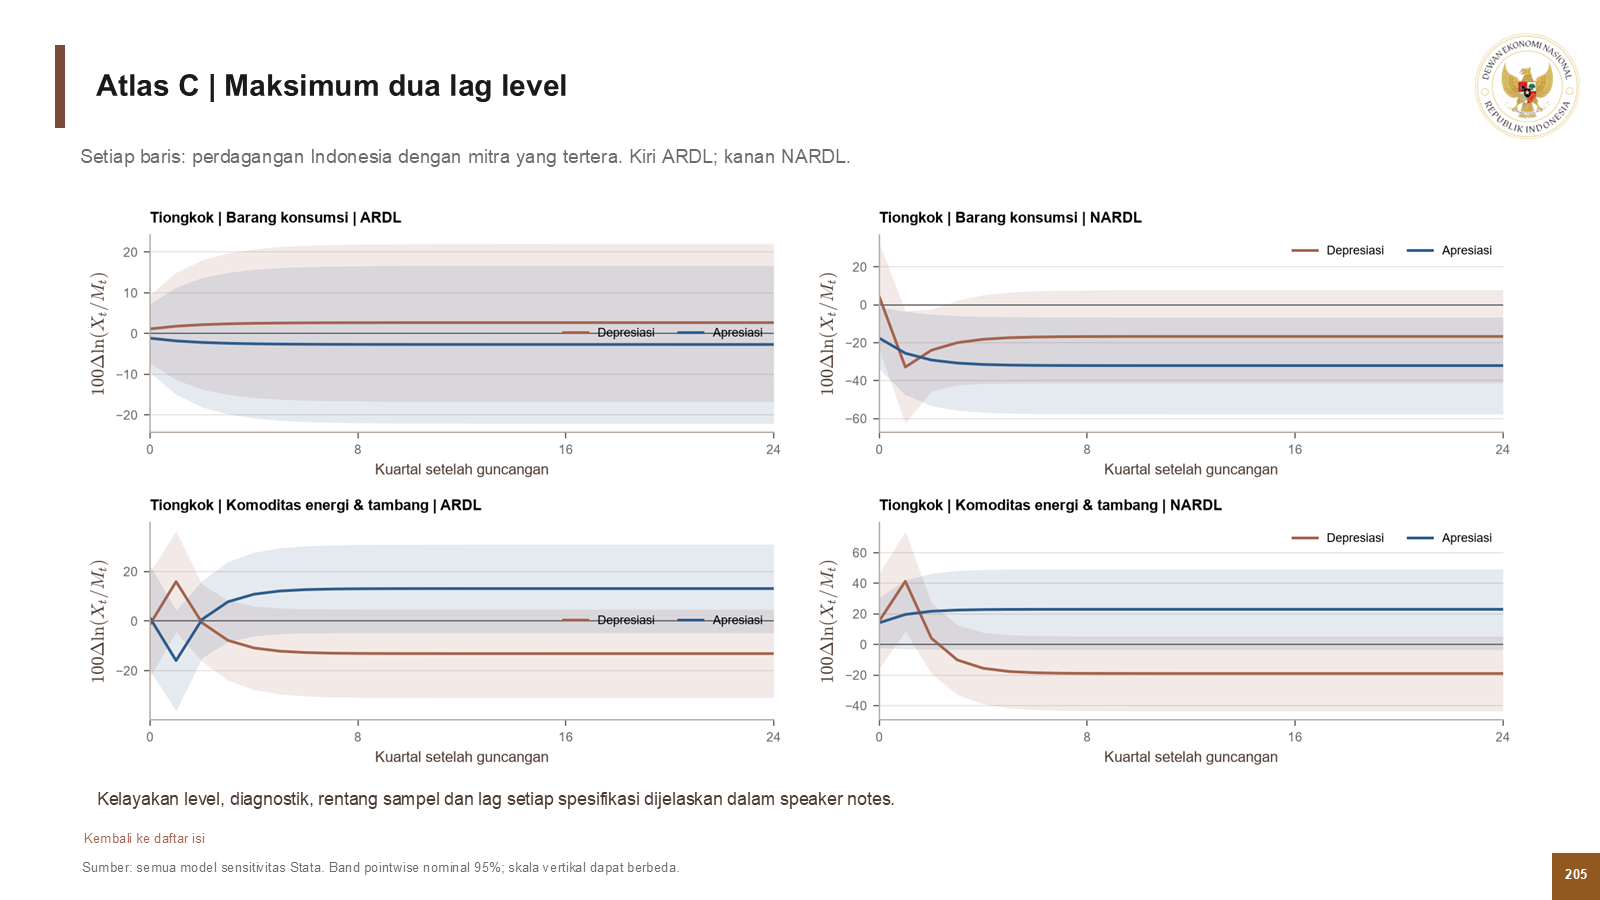 Atlas C | Maksimum dua lag level
DEWAN EKONOMI NASIONAL
REPUBLIK INDONESIA
Setiap baris: perdagangan Indonesia dengan mitra yang tertera. Kiri ARDL; kanan NARDL.
Tiongkok | Barang konsumsi | ARDL
100Δln(Xₜ/Mₜ)
20
10
0
−10
−20
Depresiasi
Apresiasi
0
8
16
24
Kuartal setelah guncangan
Tiongkok | Barang konsumsi | NARDL
100Δln(Xₜ/Mₜ)
20
0
−20
−40
−60
Depresiasi
Apresiasi
0
8
16
24
Kuartal setelah guncangan
Tiongkok | Komoditas energi & tambang | ARDL
100Δln(Xₜ/Mₜ)
20
0
−20
Depresiasi
Apresiasi
0
8
16
24
Kuartal setelah guncangan
Tiongkok | Komoditas energi & tambang | NARDL
100Δln(Xₜ/Mₜ)
60
40
20
0
−20
−40
Depresiasi
Apresiasi
0
8
16
24
Kuartal setelah guncangan
Kelayakan level, diagnostik, rentang sampel dan lag setiap spesifikasi dijelaskan dalam speaker notes.
Kembali ke daftar isi
Sumber: semua model sensitivitas Stata. Band pointwise nominal 95%; skala vertikal dapat berbeda.
205